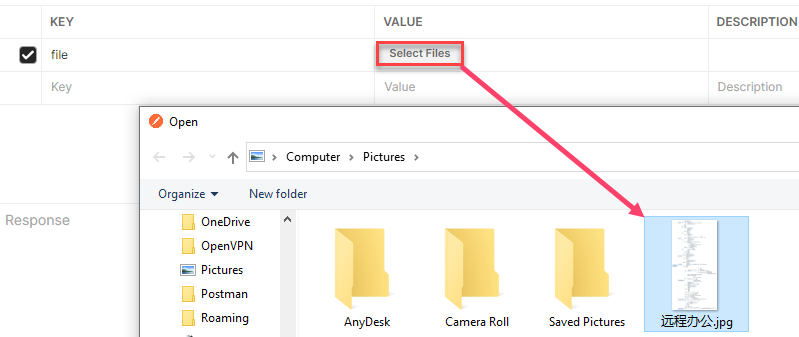 KEY VALUE DESCRIPTION
file Select Files
Key Value Description
Open
Computer Pictures
Organize New folder
Response
OneDrive
OpenVPN
Pictures
Postman
Roaming
AnyDesk Camera Roll Saved Pictures 远程办公.jpg